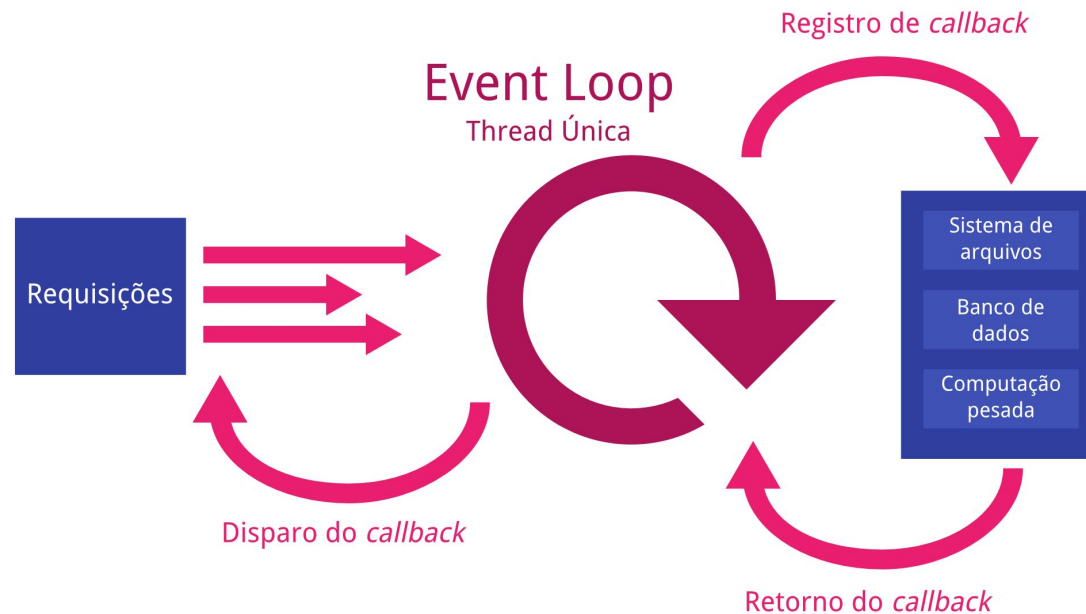 Registro de callback
Event Loop
Thread Única
Requisições
Sistema de
arquivos
Banco de
dados
Computação
pesada
Disparo do callback
Retorno do callback